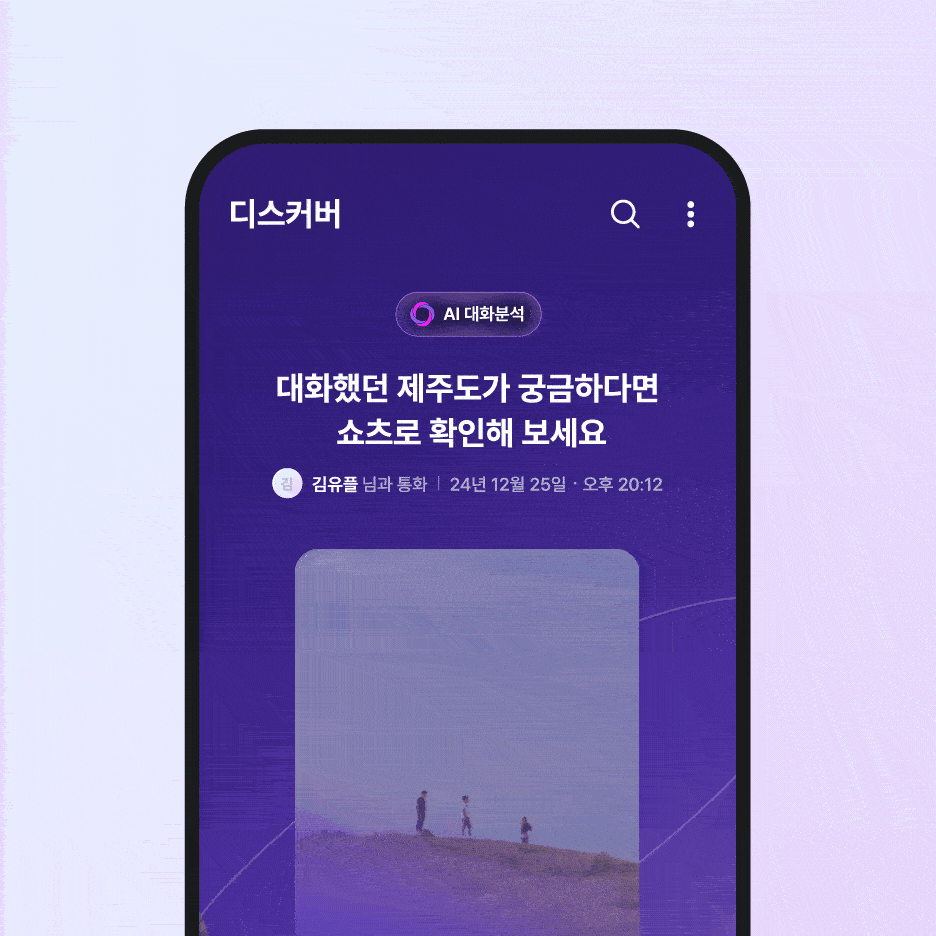 디스커버
AI 대화분석
대화했던 제주도가 궁금하다면
쇼츠로 확인해 보세요
김 김유플 님과 통화 | 24년 12월 25일 · 오후 20:12